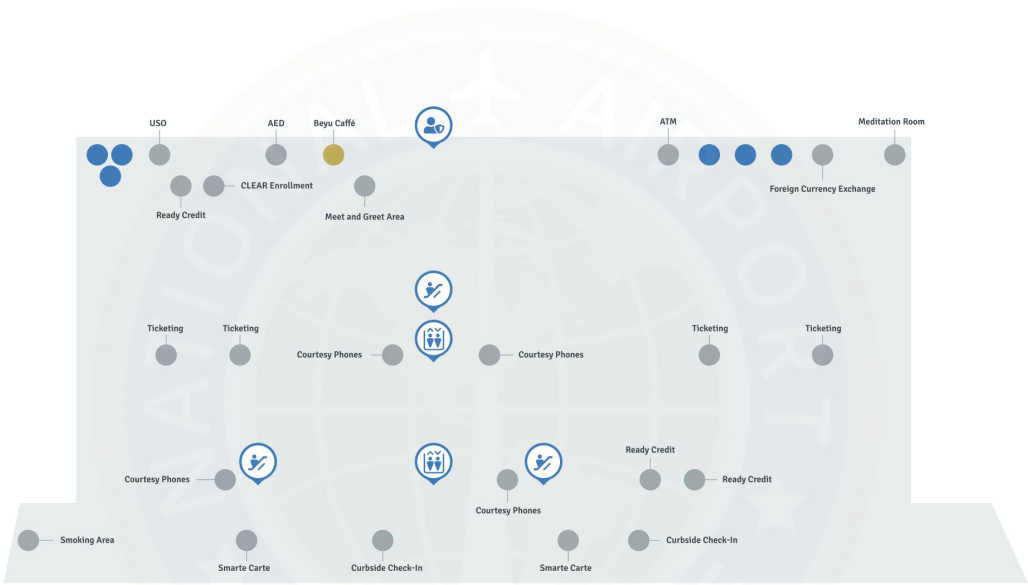 NATIONAL AIRPORT
USO
AED
Beyu Caffé
ATM
Meditation Room
CLEAR Enrollment
Foreign Currency Exchange
Ready Credit
Meet and Greet Area
Ticketing
Ticketing
Ticketing
Ticketing
Courtesy Phones
Courtesy Phones
Ready Credit
Courtesy Phones
Ready Credit
Courtesy Phones
Smoking Area
Curbside Check-In
Smarte Carte
Curbside Check-In
Smarte Carte